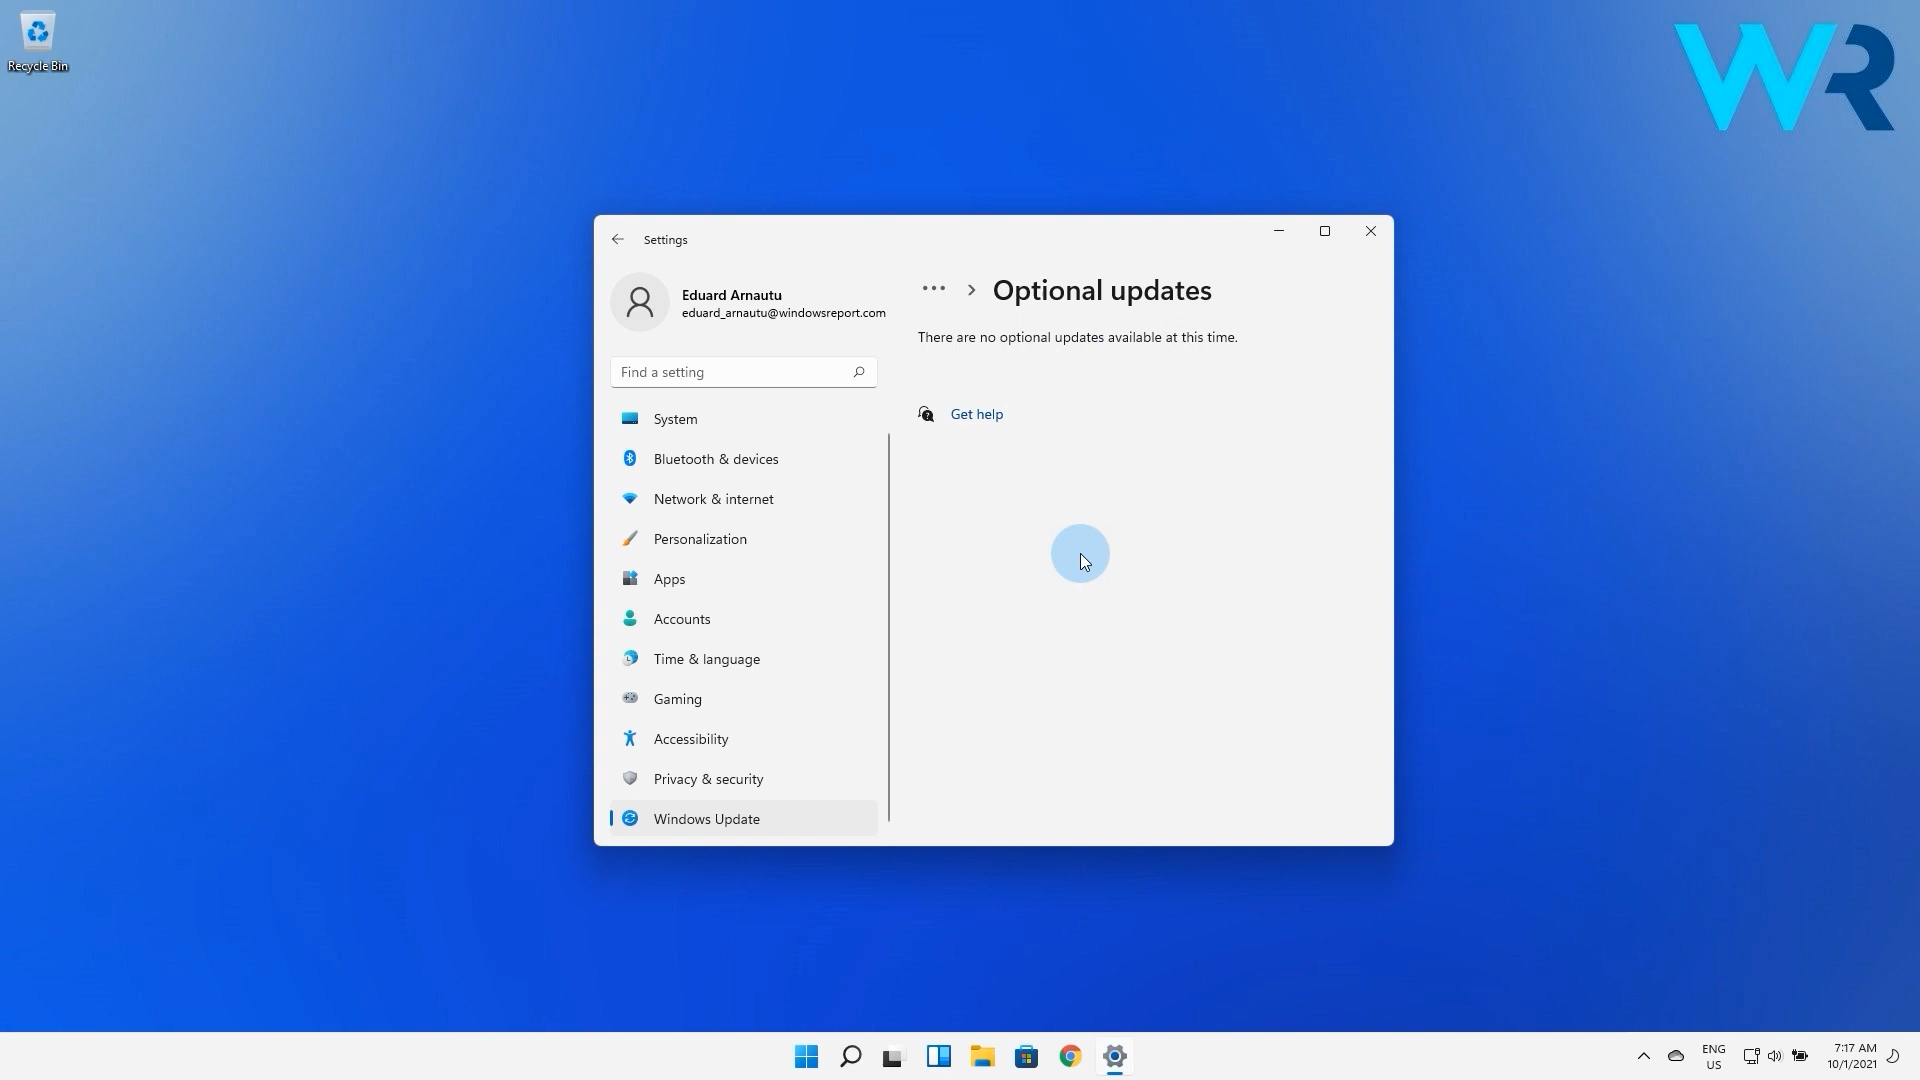 Recycle Bin
WR
Settings
Eduard Arnautu
eduard_arnautu@windowsreport.com
Find a setting
System
Bluetooth & devices
Network & internet
Personalization
Apps
Accounts
Time & language
Gaming
Accessibility
Privacy & security
Windows Update
... > Optional updates
There are no optional updates available at this time.
Get help
ENG
US
7:17 AM
10/1/2021